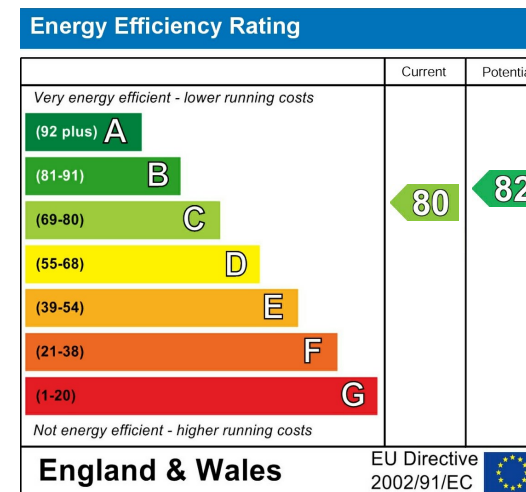 Energy Efficiency Rating
Current Potentia
Very energy efficient - lower running costs
(92 plus) A
(81-91) B
(69-80) C
(55-68) D
(39-54) E
(21-38) F
(1-20) G
80
82
Not energy efficient - higher running costs
England & Wales
EU Directive
2002/91/EC